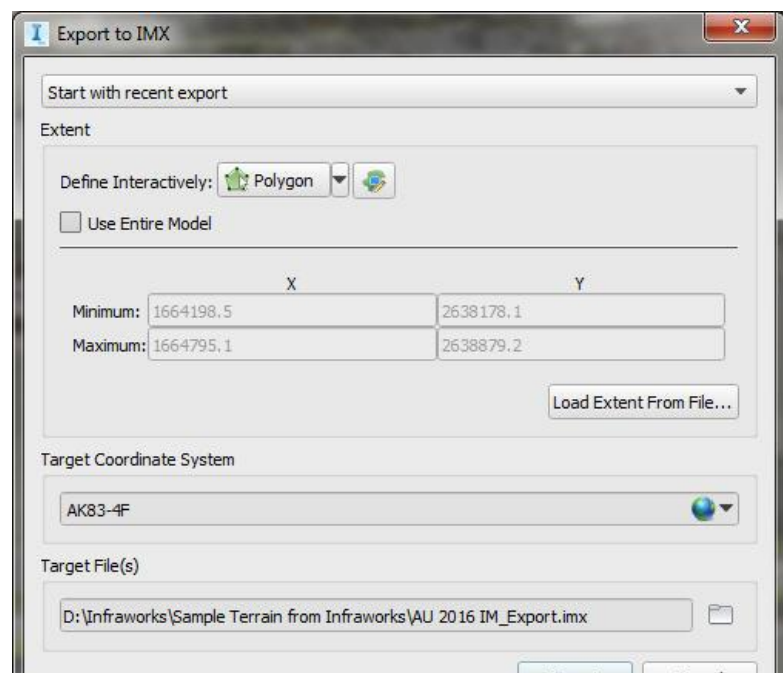 Export to IMX
Start with recent export
Extent
Define Interactively: Polygon
Use Entire Model
X Y
Minimum: 1664198.5 2638178.1
Maximum: 1664795.1 2638879.2
Load Extent From File...
Target Coordinate System
AK83-4F
Target File(s)
D:\Infraworks\Sample Terrain from Infraworks\AU 2016 IM_Export.imx